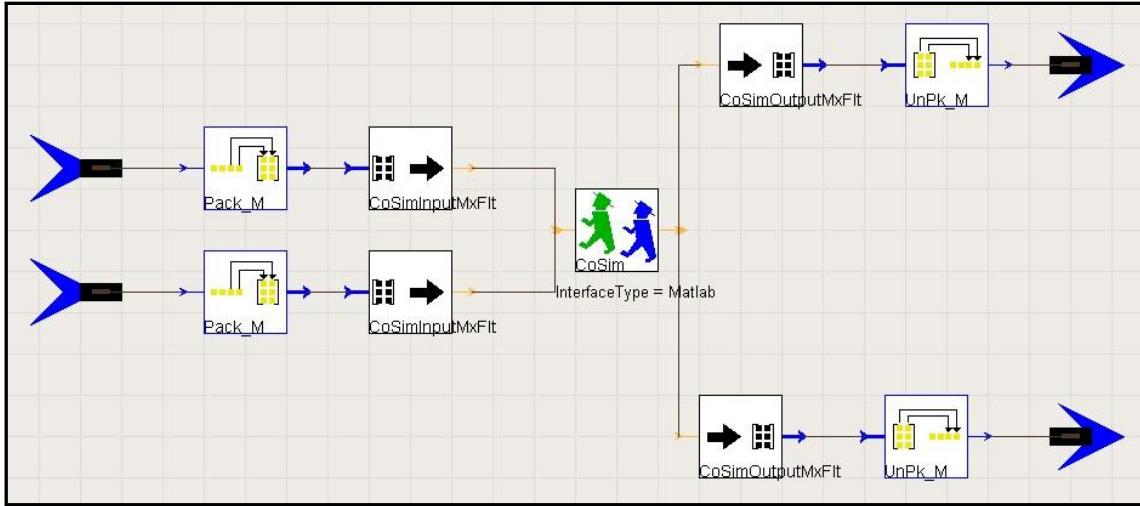 CoSimOutputMxFlt
UnPk_M
Pack_M
CoSimInputMxFlt
CoSim
InterfaceType = Matlab
Pack_M
CoSimInputMxFlt
CoSimOutputMxFlt
UnPk_M